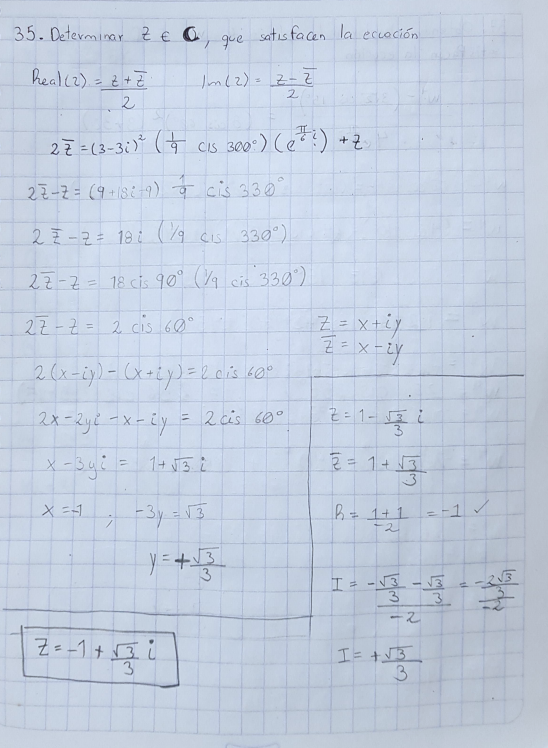 35. Determinar Z ∈ C, que satisfacen la ecuación
Real(z) = z + z̄ / 2    Im(z) = z - z̄ / 2
2z̄ = (3-3i)² (1/9 cis 300°) (e^(π/6 i)) + z
2z̄ - z = (9+18i-9) 1/9 cis 330°
2z̄ - z = 18i (1/9 cis 330°)
2z̄ - z = 18 cis 90° (1/9 cis 330°)
2z̄ - z = 2 cis 60°
2(x-iy) - (x+iy) = 2 cis 60°
2x - 2yi - x - iy = 2 cis 60°
x - 3yi = 1 + √3 i
x = -1 ; -3y = √3
y = + √3/3
Z = -1 + √3/3 i
Z = x + iy
z̄ = x - iy
Z = 1 - √3/3 i
z̄ = 1 + √3/3
R = 1+1 / -2 = -1 ✓
I = (-√3/3 - √3/3) / -2 = (-2√3/3) / -2
I = + √3/3